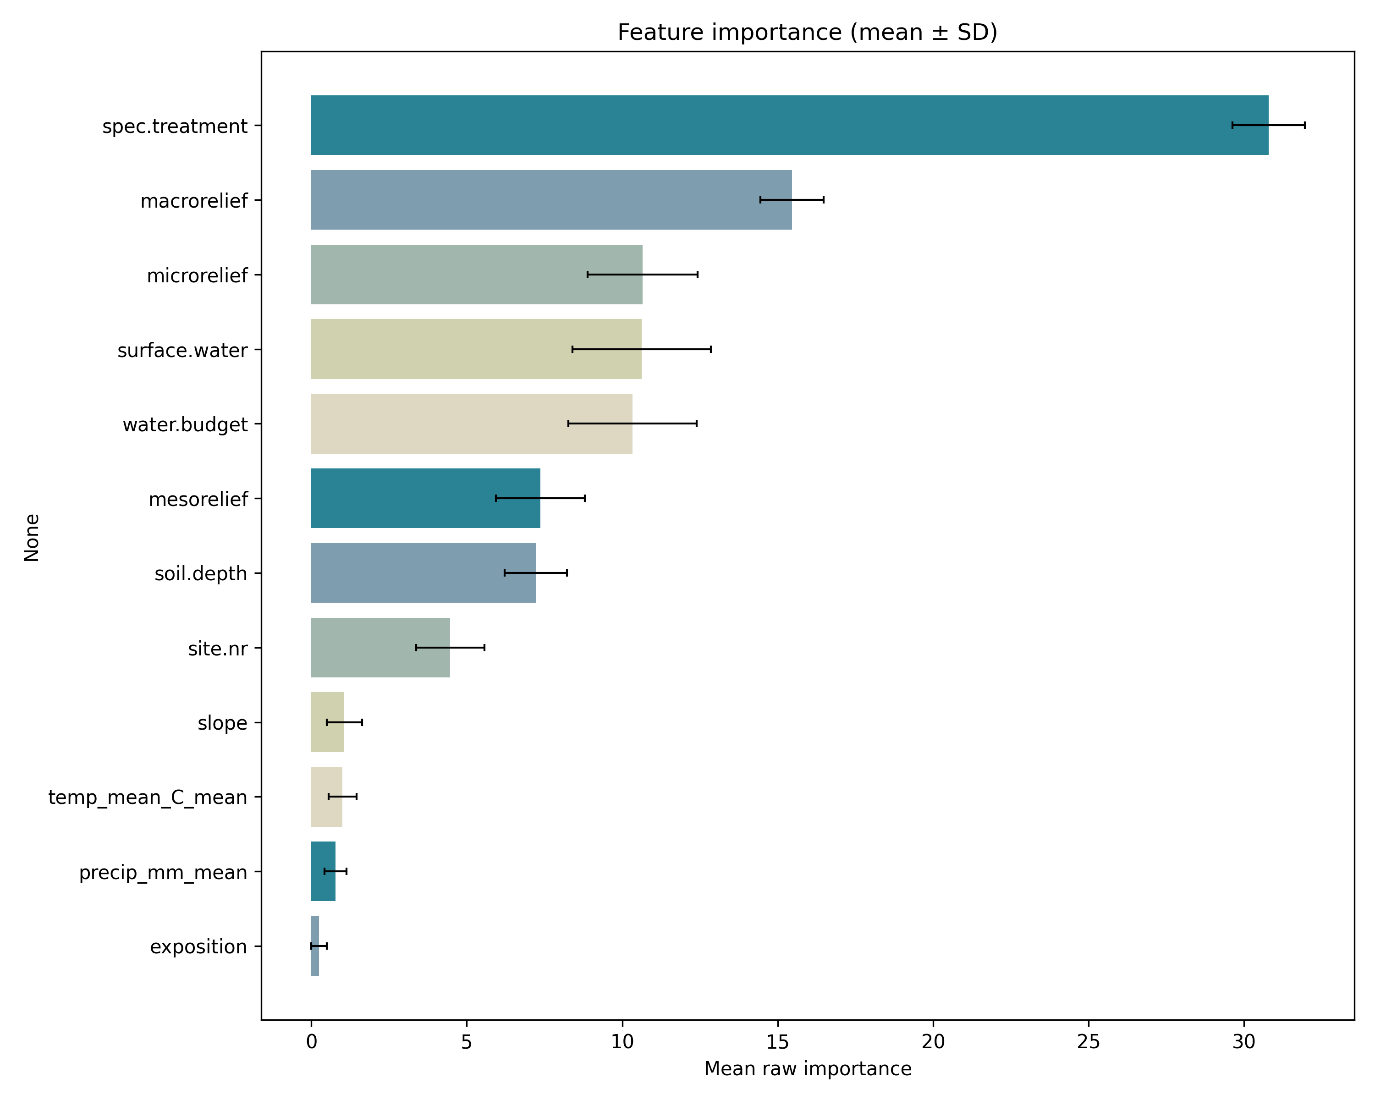 Feature importance (mean ± SD)
spec.treatment
macrorelief
microrelief
surface.water
water.budget
mesorelief
soil.depth
site.nr
slope
temp_mean_C_mean
precip_mm_mean
exposition
None
0 5 10 15 20 25 30
Mean raw importance